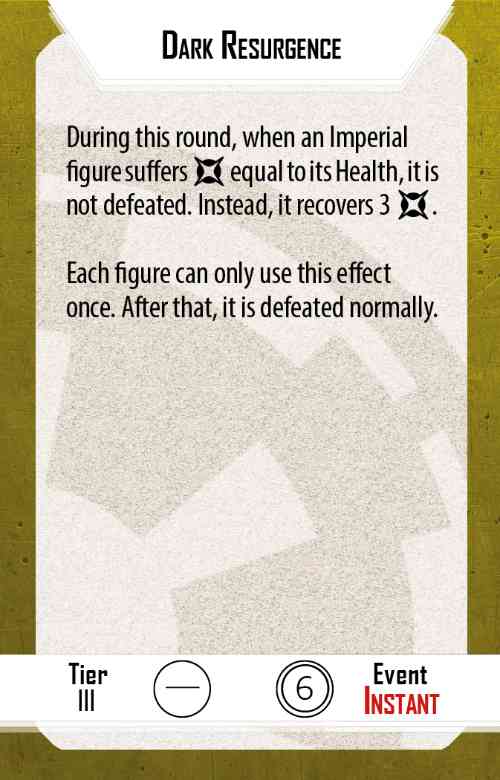 Dark Resurgence
During this round, when an Imperial
figure suffers equal to its Health, it is
not defeated. Instead, it recovers 3 .
Each figure can only use this effect
once. After that, it is defeated normally.
Tier
III
—
6
Event
Instant